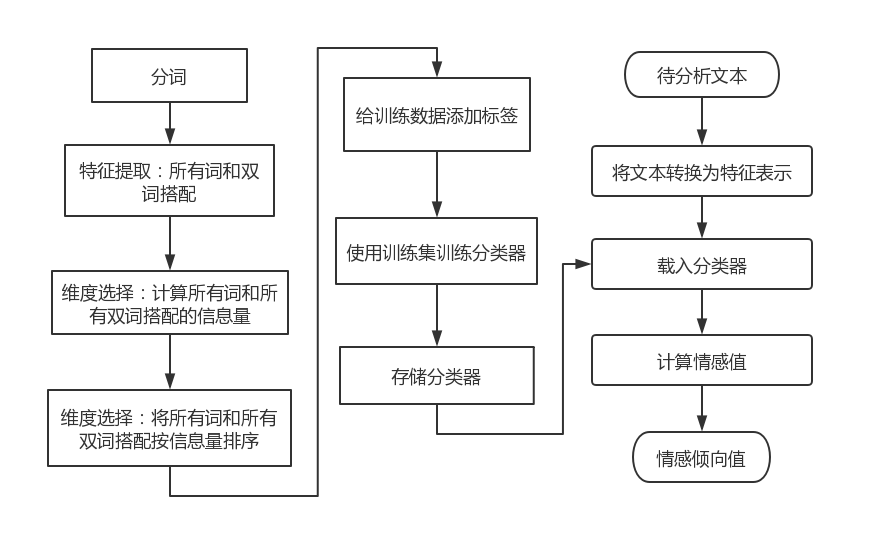 分词
特征提取：所有词和双
词搭配
维度选择：计算所有词和所
有双词搭配的信息量
维度选择：将所有词和所有
双词搭配按信息量排序
给训练数据添加标签
使用训练集训练分类器
存储分类器
待分析文本
将文本转换为特征表示
载入分类器
计算情感值
情感倾向值